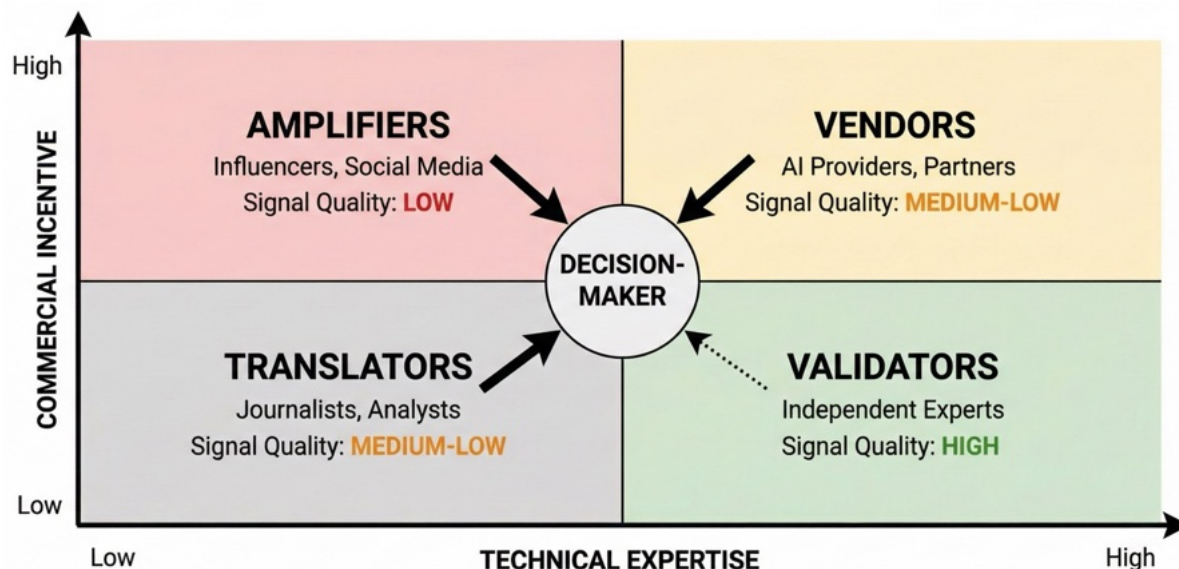 High
AMPLIFIERS
Influencers, Social Media
Signal Quality: LOW
VENDORS
AI Providers, Partners
Signal Quality: MEDIUM-LOW
COMMERCIAL INCENTIVE
DECISION-
MAKER
TRANSLATORS
Journalists, Analysts
Signal Quality: MEDIUM-LOW
VALIDATORS
Independent Experts
Signal Quality: HIGH
Low
Low
TECHNICAL EXPERTISE
High